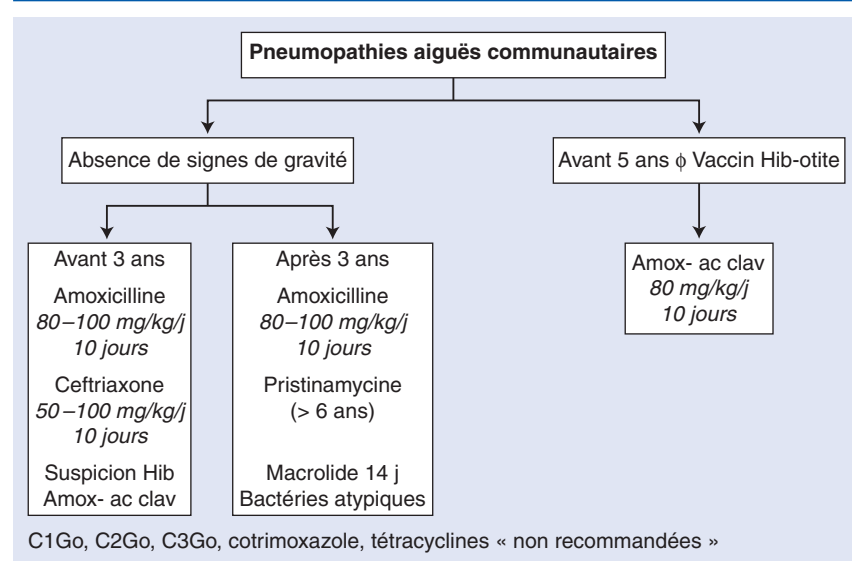 Pneumopathies aiguës communautaires
Absence de signes de gravité
Avant 5 ans ϕ Vaccin Hib-otite
Avant 3 ans
Amoxicilline
80–100 mg/kg/j
10 jours
Ceftriaxone
50–100 mg/kg/j
10 jours
Suspicion Hib
Amox- ac clav
Après 3 ans
Amoxicilline
80–100 mg/kg/j
10 jours
Pristinamycine
(> 6 ans)
Macrolide 14 j
Bactéries atypiques
Amox- ac clav
80 mg/kg/j
10 jours
C1Go, C2Go, C3Go, cotrimoxazole, tétracyclines « non recommandées »